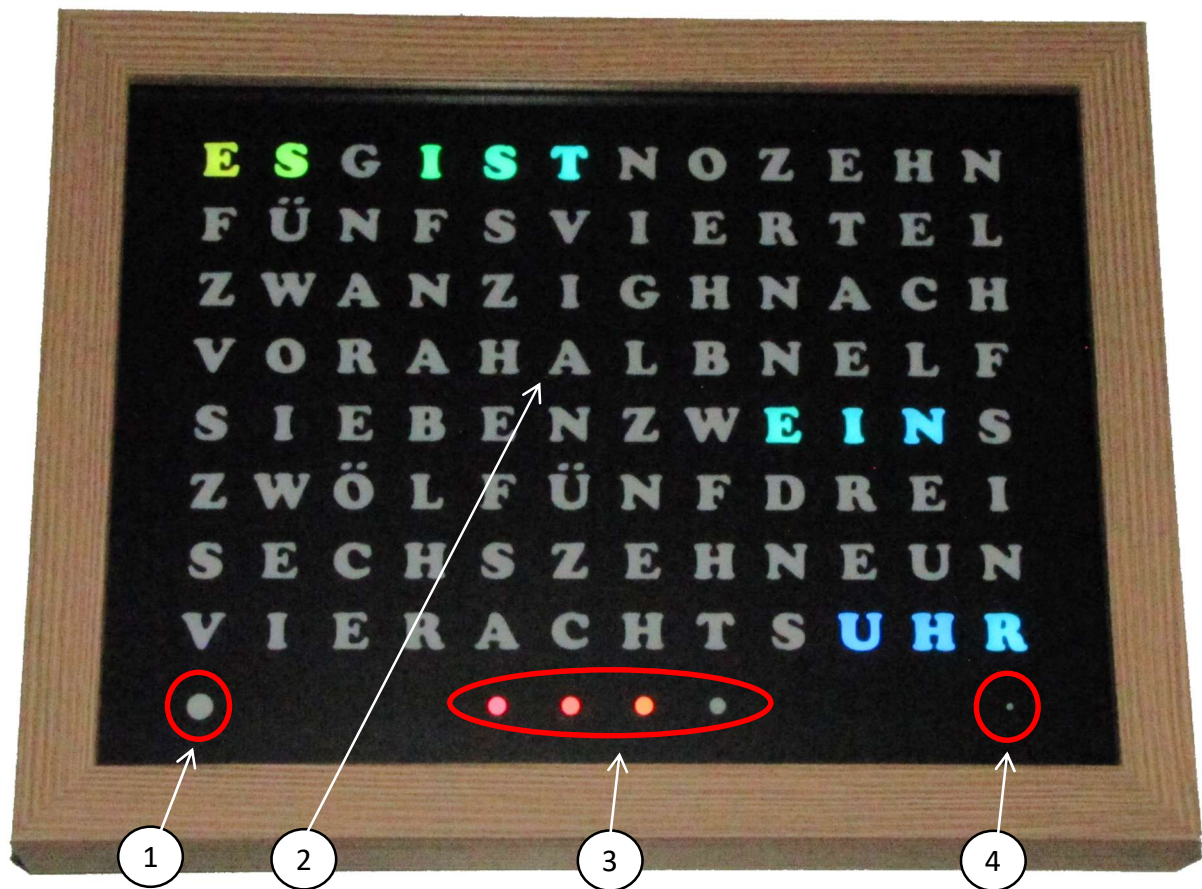 ESGISTNOZEHN
FÜNFSVIERTEL
ZWANZIGHNACH
VORAHALBNELF
SIEBENZWEINS
ZWÖLFÜNFDREI
SECHSZEHNEUN
VIERACHTSUHR
1 2 3 4